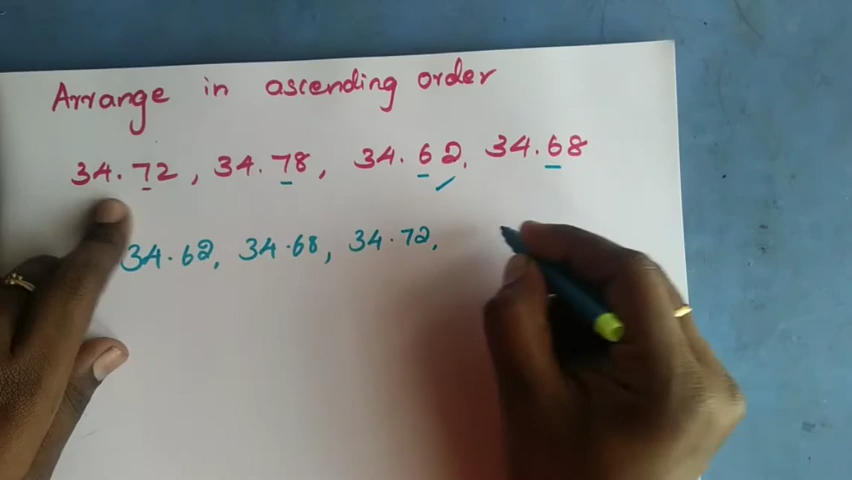 Arrange in ascending order
34.72, 34.78, 34.62, 34.68
34.62, 34.68, 34.72,